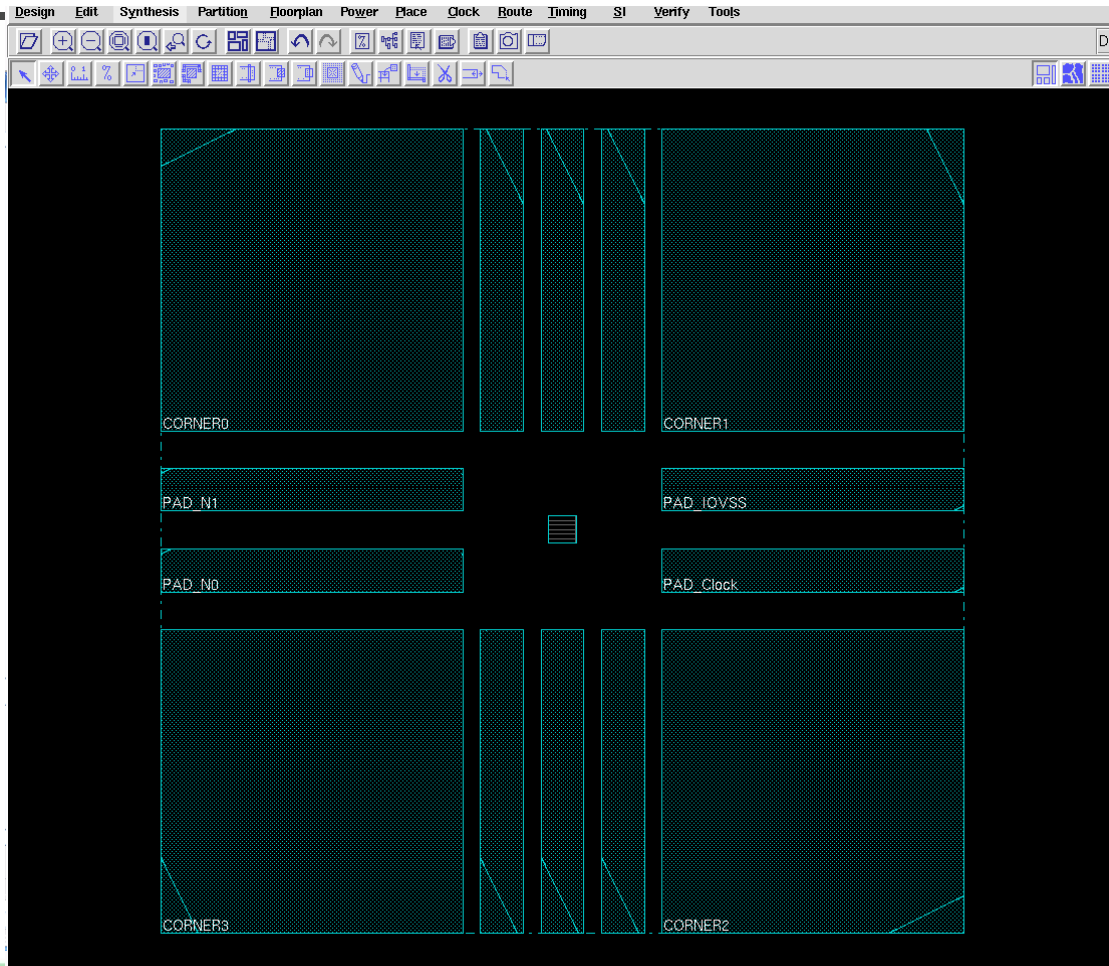 Design Edit Synthesis Partition Floorplan Power Place Clock Route Timing SI Verify Tools
D
CORNER0 CORNER1
PAD_N1 PAD_IOVSS
PAD_N0 PAD_Clock
CORNER3 CORNER2